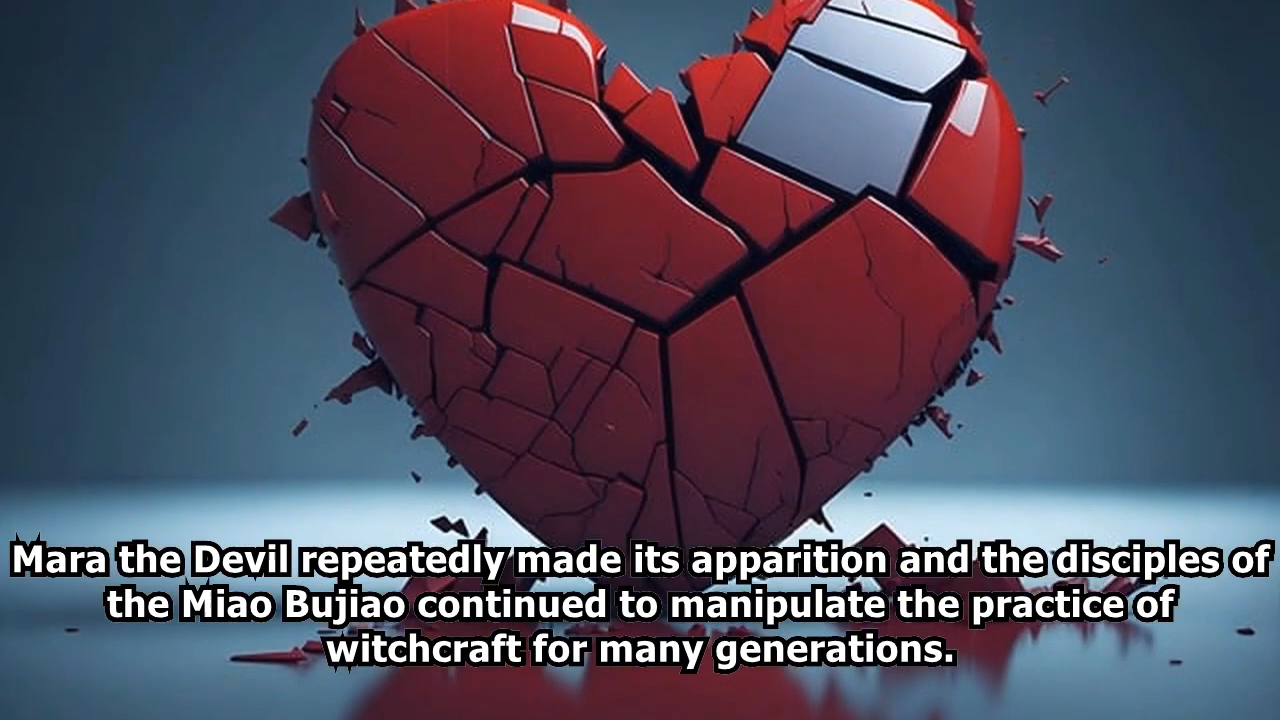 Mara the Devil repeatedly made its apparition and the disciples of
the Miao Bujiao continued to manipulate the practice of
witchcraft for many generations.